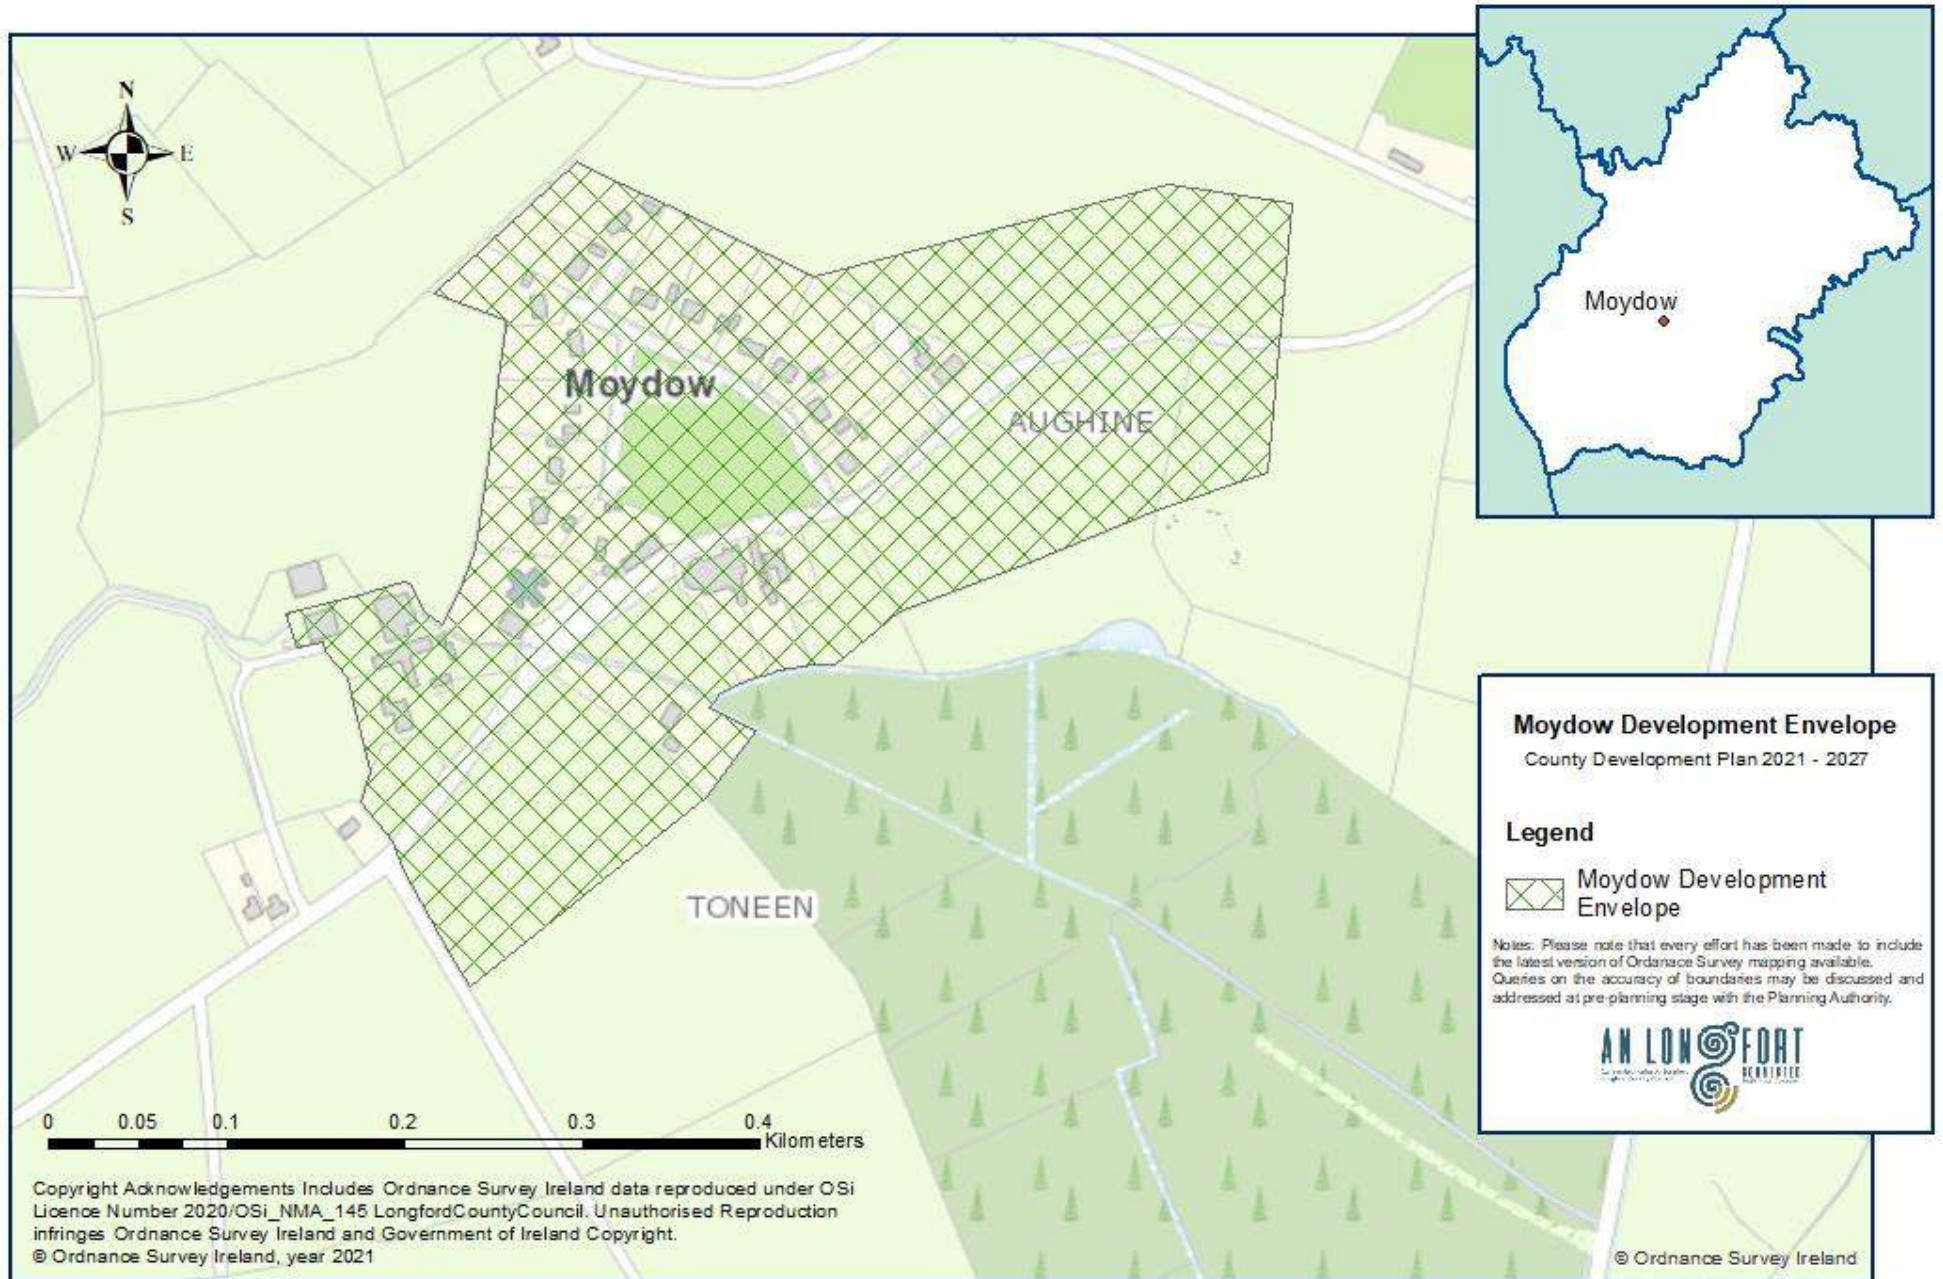 N
W E
S
Moydow
Moydow
AUGHINE
TONEEN
Moydow Development Envelope
County Development Plan 2021 - 2027
Legend
Moydow Development
Envelope
Notes: Please note that every effort has been made to include
the latest version of Ordanace Survey mapping available.
Queries on the accuracy of boundaries may be discussed and
addressed at pre-planning stage with the Planning Authority.
AN LONGFORT
0 0.05 0.1 0.2 0.3 0.4
Kilometers
Copyright Acknowledgements Includes Ordnance Survey Ireland data reproduced under OSi
Licence Number 2020/OSi_NMA_145 LongfordCountyCouncil. Unauthorised Reproduction
infringes Ordnance Survey Ireland and Government of Ireland Copyright.
© Ordnance Survey Ireland, year 2021
© Ordnance Survey Ireland